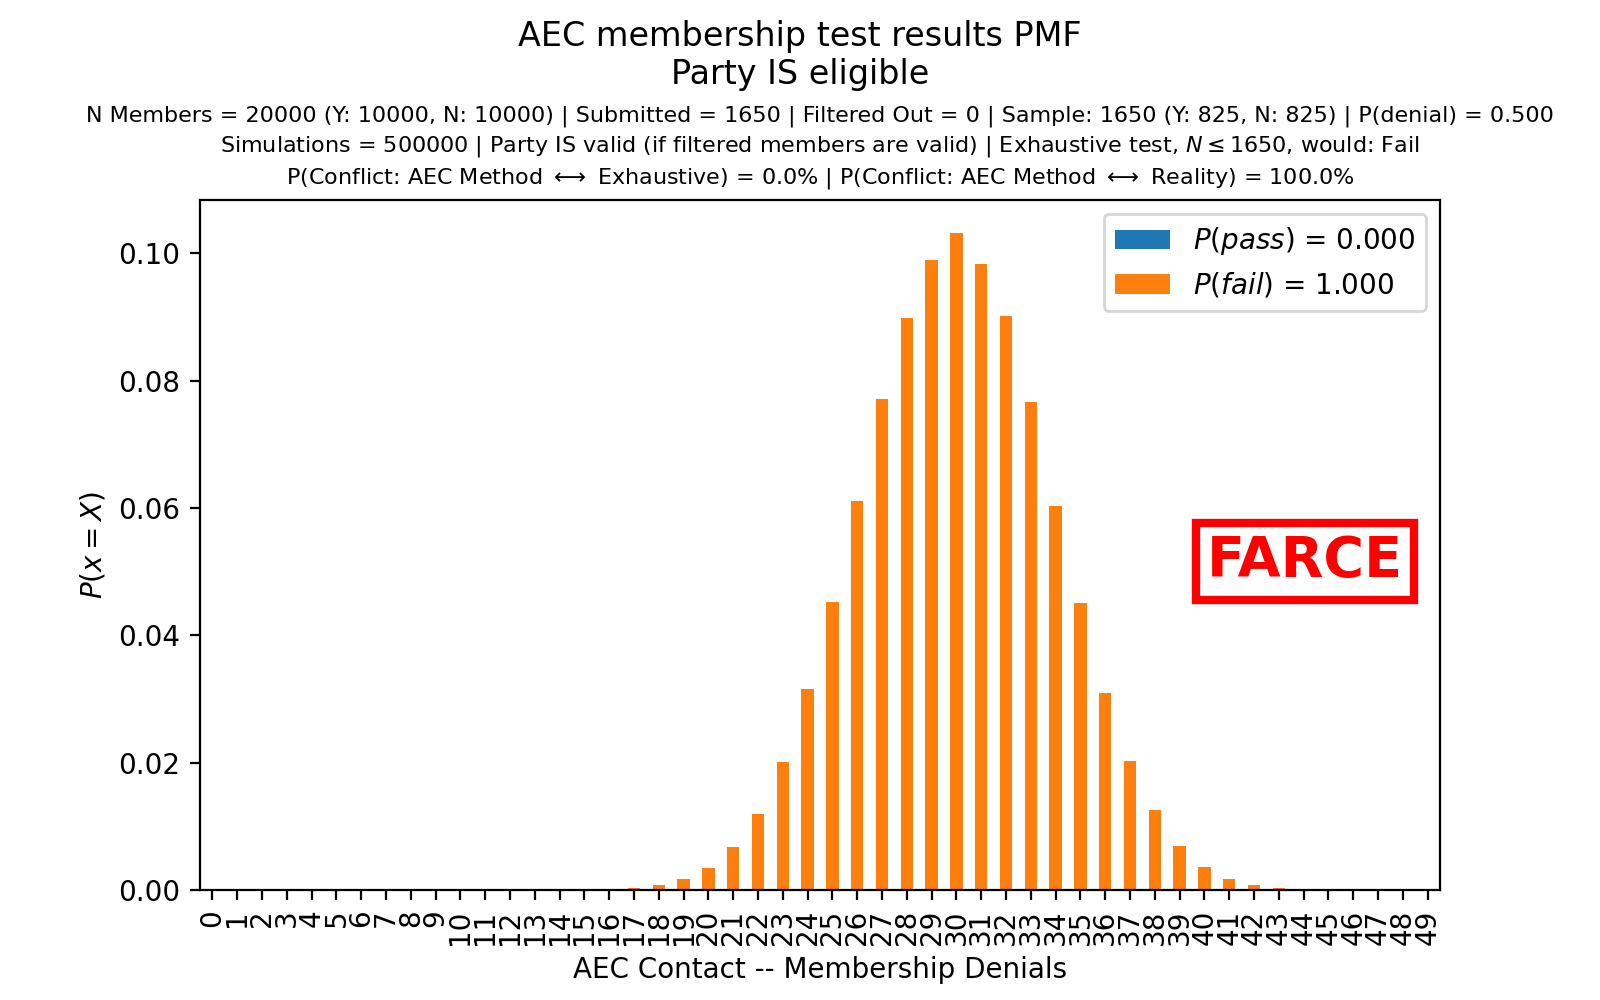 AEC membership test results PMF
Party IS eligible
N Members = 20000 (Y: 10000, N: 10000) | Submitted = 1650 | Filtered Out = 0 | Sample: 1650 (Y: 825, N: 825) | P(denial) = 0.500
Simulations = 500000 | Party IS valid (if filtered members are valid) | Exhaustive test, N ≤ 1650, would: Fail
P(Conflict: AEC Method ⟷ Exhaustive) = 0.0% | P(Conflict: AEC Method ⟷ Reality) = 100.0%
P(pass) = 0.000
P(fail) = 1.000
0.10
0.08
0.06
0.04
0.02
0.00
P(x = X)
FARCE
0 1 2 3 4 5 6 7 8 9 10 11 12 13 14 15 16 17 18 19 20 21 22 23 24 25 26 27 28 29 30 31 32 33 34 35 36 37 38 39 40 41 42 43 44 45 46 47 48 49
AEC Contact -- Membership Denials